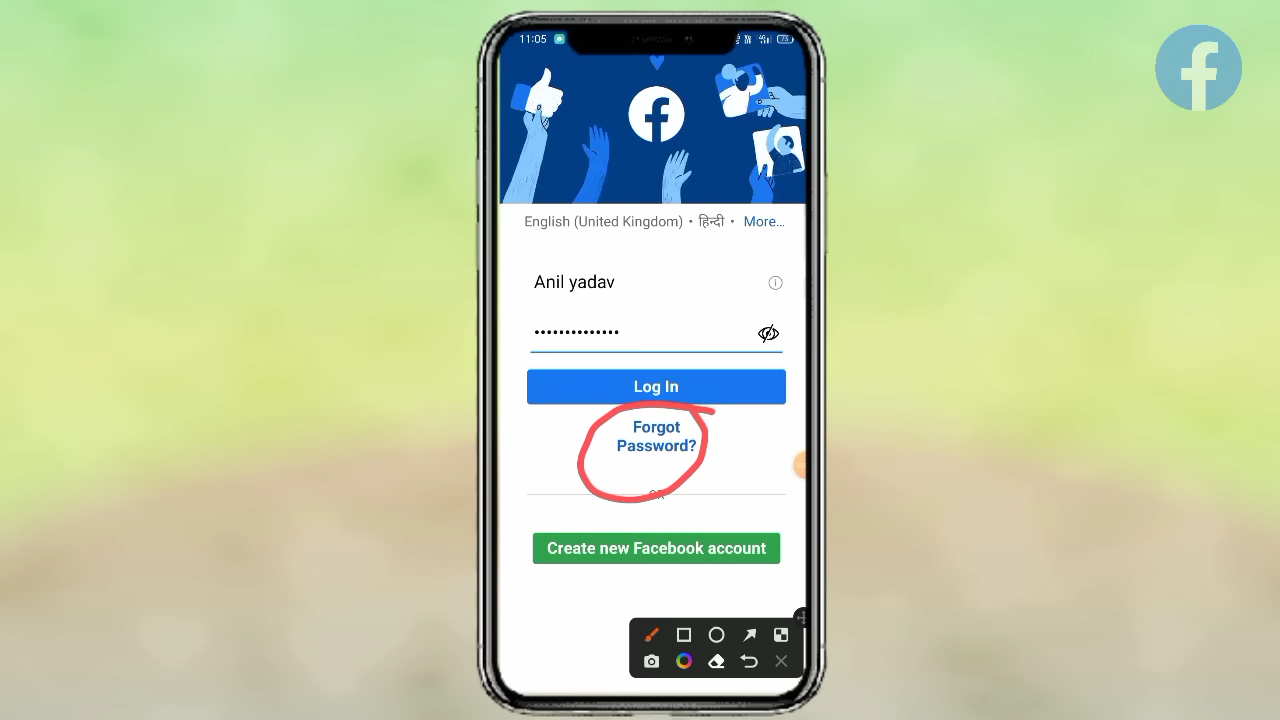 11:05
English (United Kingdom) • हिन्दी • More...
Anil yadav
••••••••••••••
Log In
Forgot
Password?
OR
Create new Facebook account